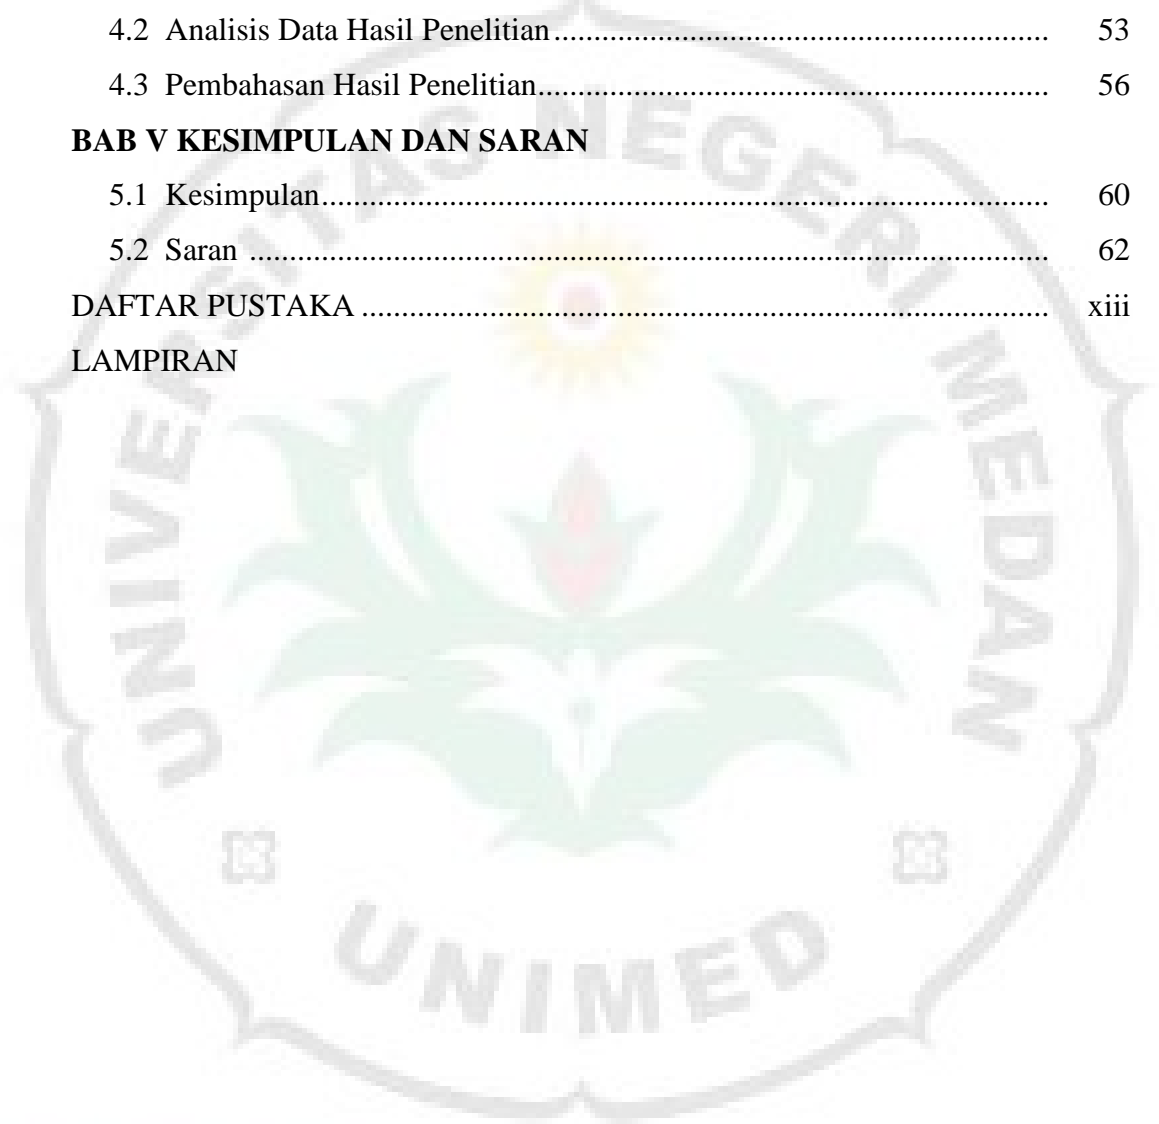 4.2 Analisis Data Hasil Penelitian ........................................................ 53
4.3 Pembahasan Hasil Penelitian ........................................................ 56
BAB V KESIMPULAN DAN SARAN
5.1 Kesimpulan ........................................................ 60
5.2 Saran ........................................................ 62
DAFTAR PUSTAKA ........................................................ xiii
LAMPIRAN
UNIVERSITAS NEGERI MEDAN
UNIMED